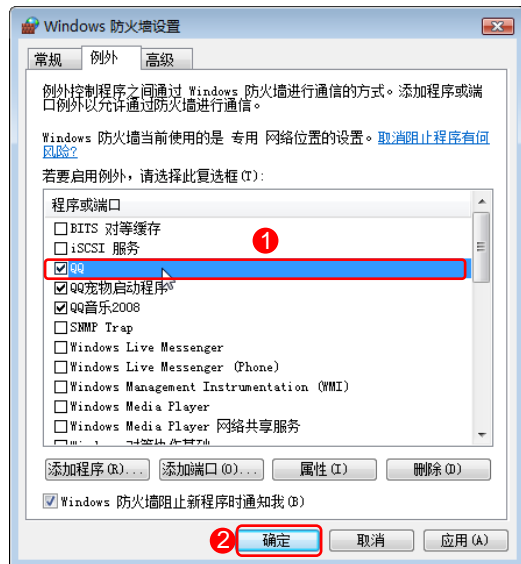 Windows 防火墙设置
常规 例外 高级
例外控制程序之间通过 Windows 防火墙进行通信的方式。添加程序或端
口例外以允许通过防火墙进行通信。
Windows 防火墙当前使用的是 专用 网络位置的设置。取消阻止程序有何
风险?
若要启用例外，请选择此复选框(T):
程序或端口
BITS 对等缓存
iSCSI 服务
1
QQ
QQ宠物启动程序
QQ音乐2008
SNMP Trap
Windows Live Messenger
Windows Live Messenger (Phone)
Windows Management Instrumentation (WMI)
Windows Media Player
Windows Media Player 网络共享服务
添加程序(R)... 添加端口(O)... 属性(I) 删除(D)
Windows 防火墙阻止新程序时通知我(B)
2 确定 取消 应用(A)